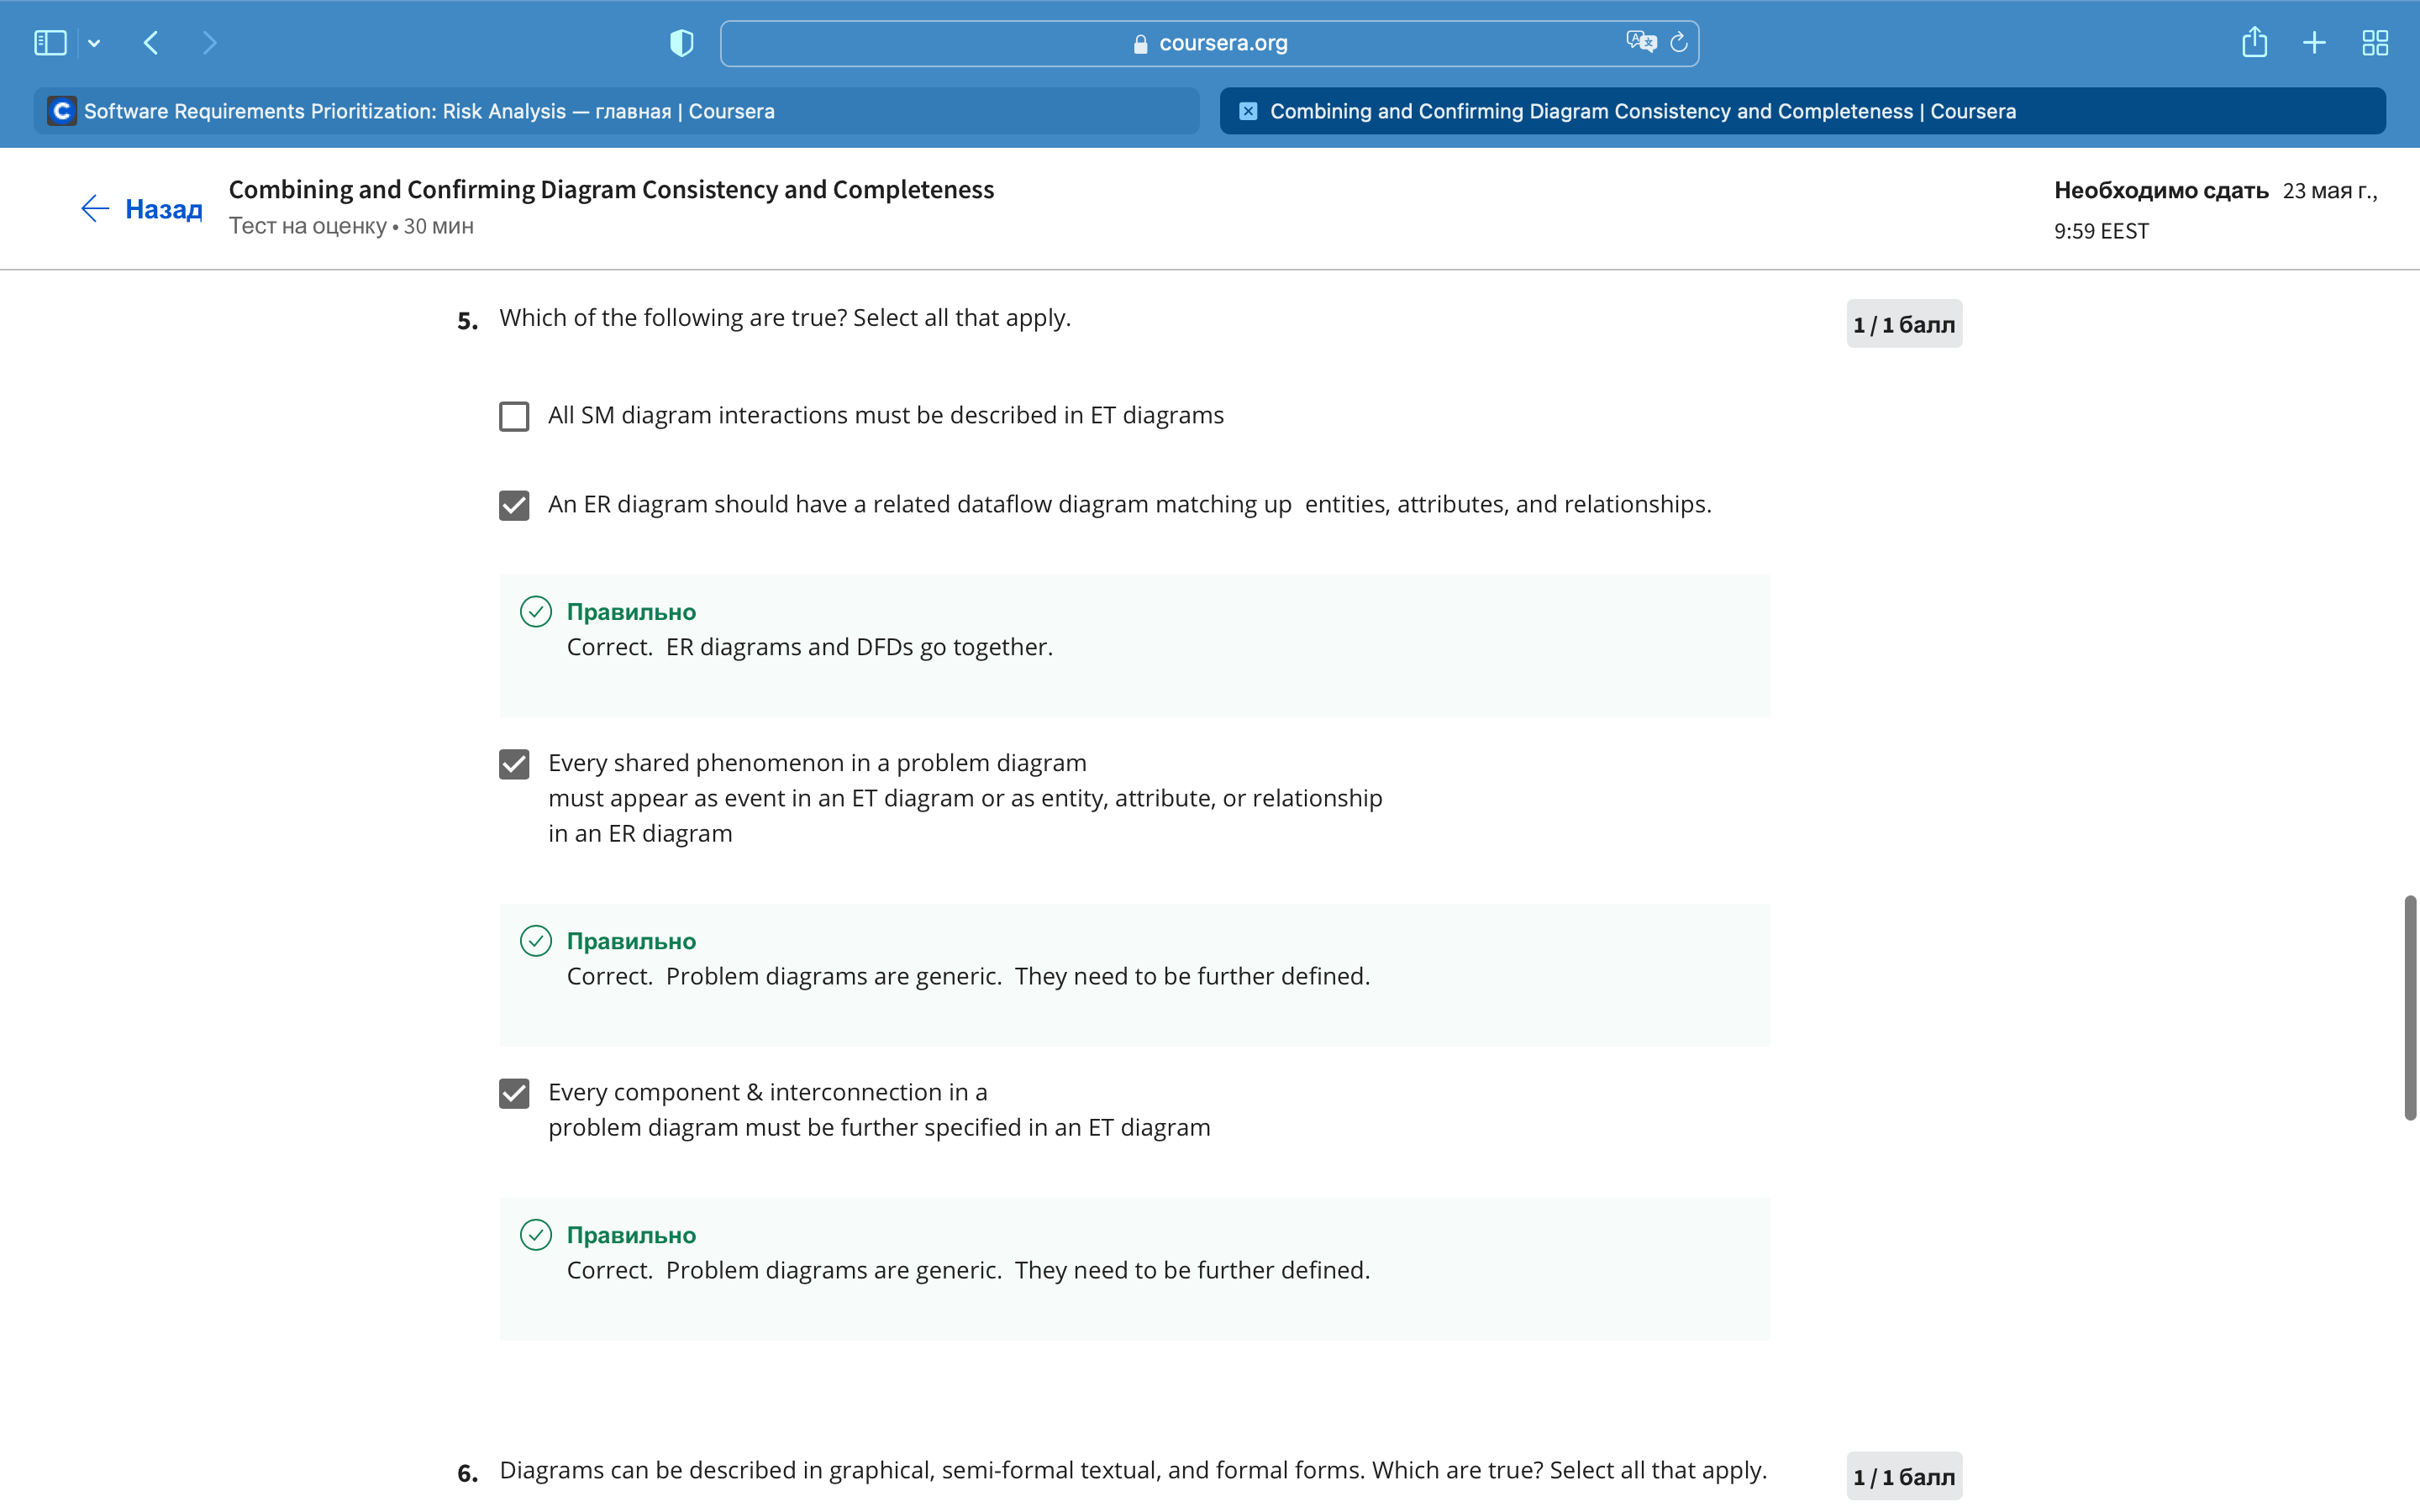 coursera.org
Software Requirements Prioritization: Risk Analysis — главная | Coursera
Combining and Confirming Diagram Consistency and Completeness | Coursera
Назад
Combining and Confirming Diagram Consistency and Completeness
Тест на оценку • 30 мин
Необходимо сдать 23 мая г.,
9:59 EEST
5. Which of the following are true? Select all that apply.
1 / 1 балл
All SM diagram interactions must be described in ET diagrams
An ER diagram should have a related dataflow diagram matching up entities, attributes, and relationships.
Правильно
Correct. ER diagrams and DFDs go together.
Every shared phenomenon in a problem diagram
must appear as event in an ET diagram or as entity, attribute, or relationship
in an ER diagram
Правильно
Correct. Problem diagrams are generic. They need to be further defined.
Every component & interconnection in a
problem diagram must be further specified in an ET diagram
Правильно
Correct. Problem diagrams are generic. They need to be further defined.
6. Diagrams can be described in graphical, semi-formal textual, and formal forms. Which are true? Select all that apply.
1 / 1 балл